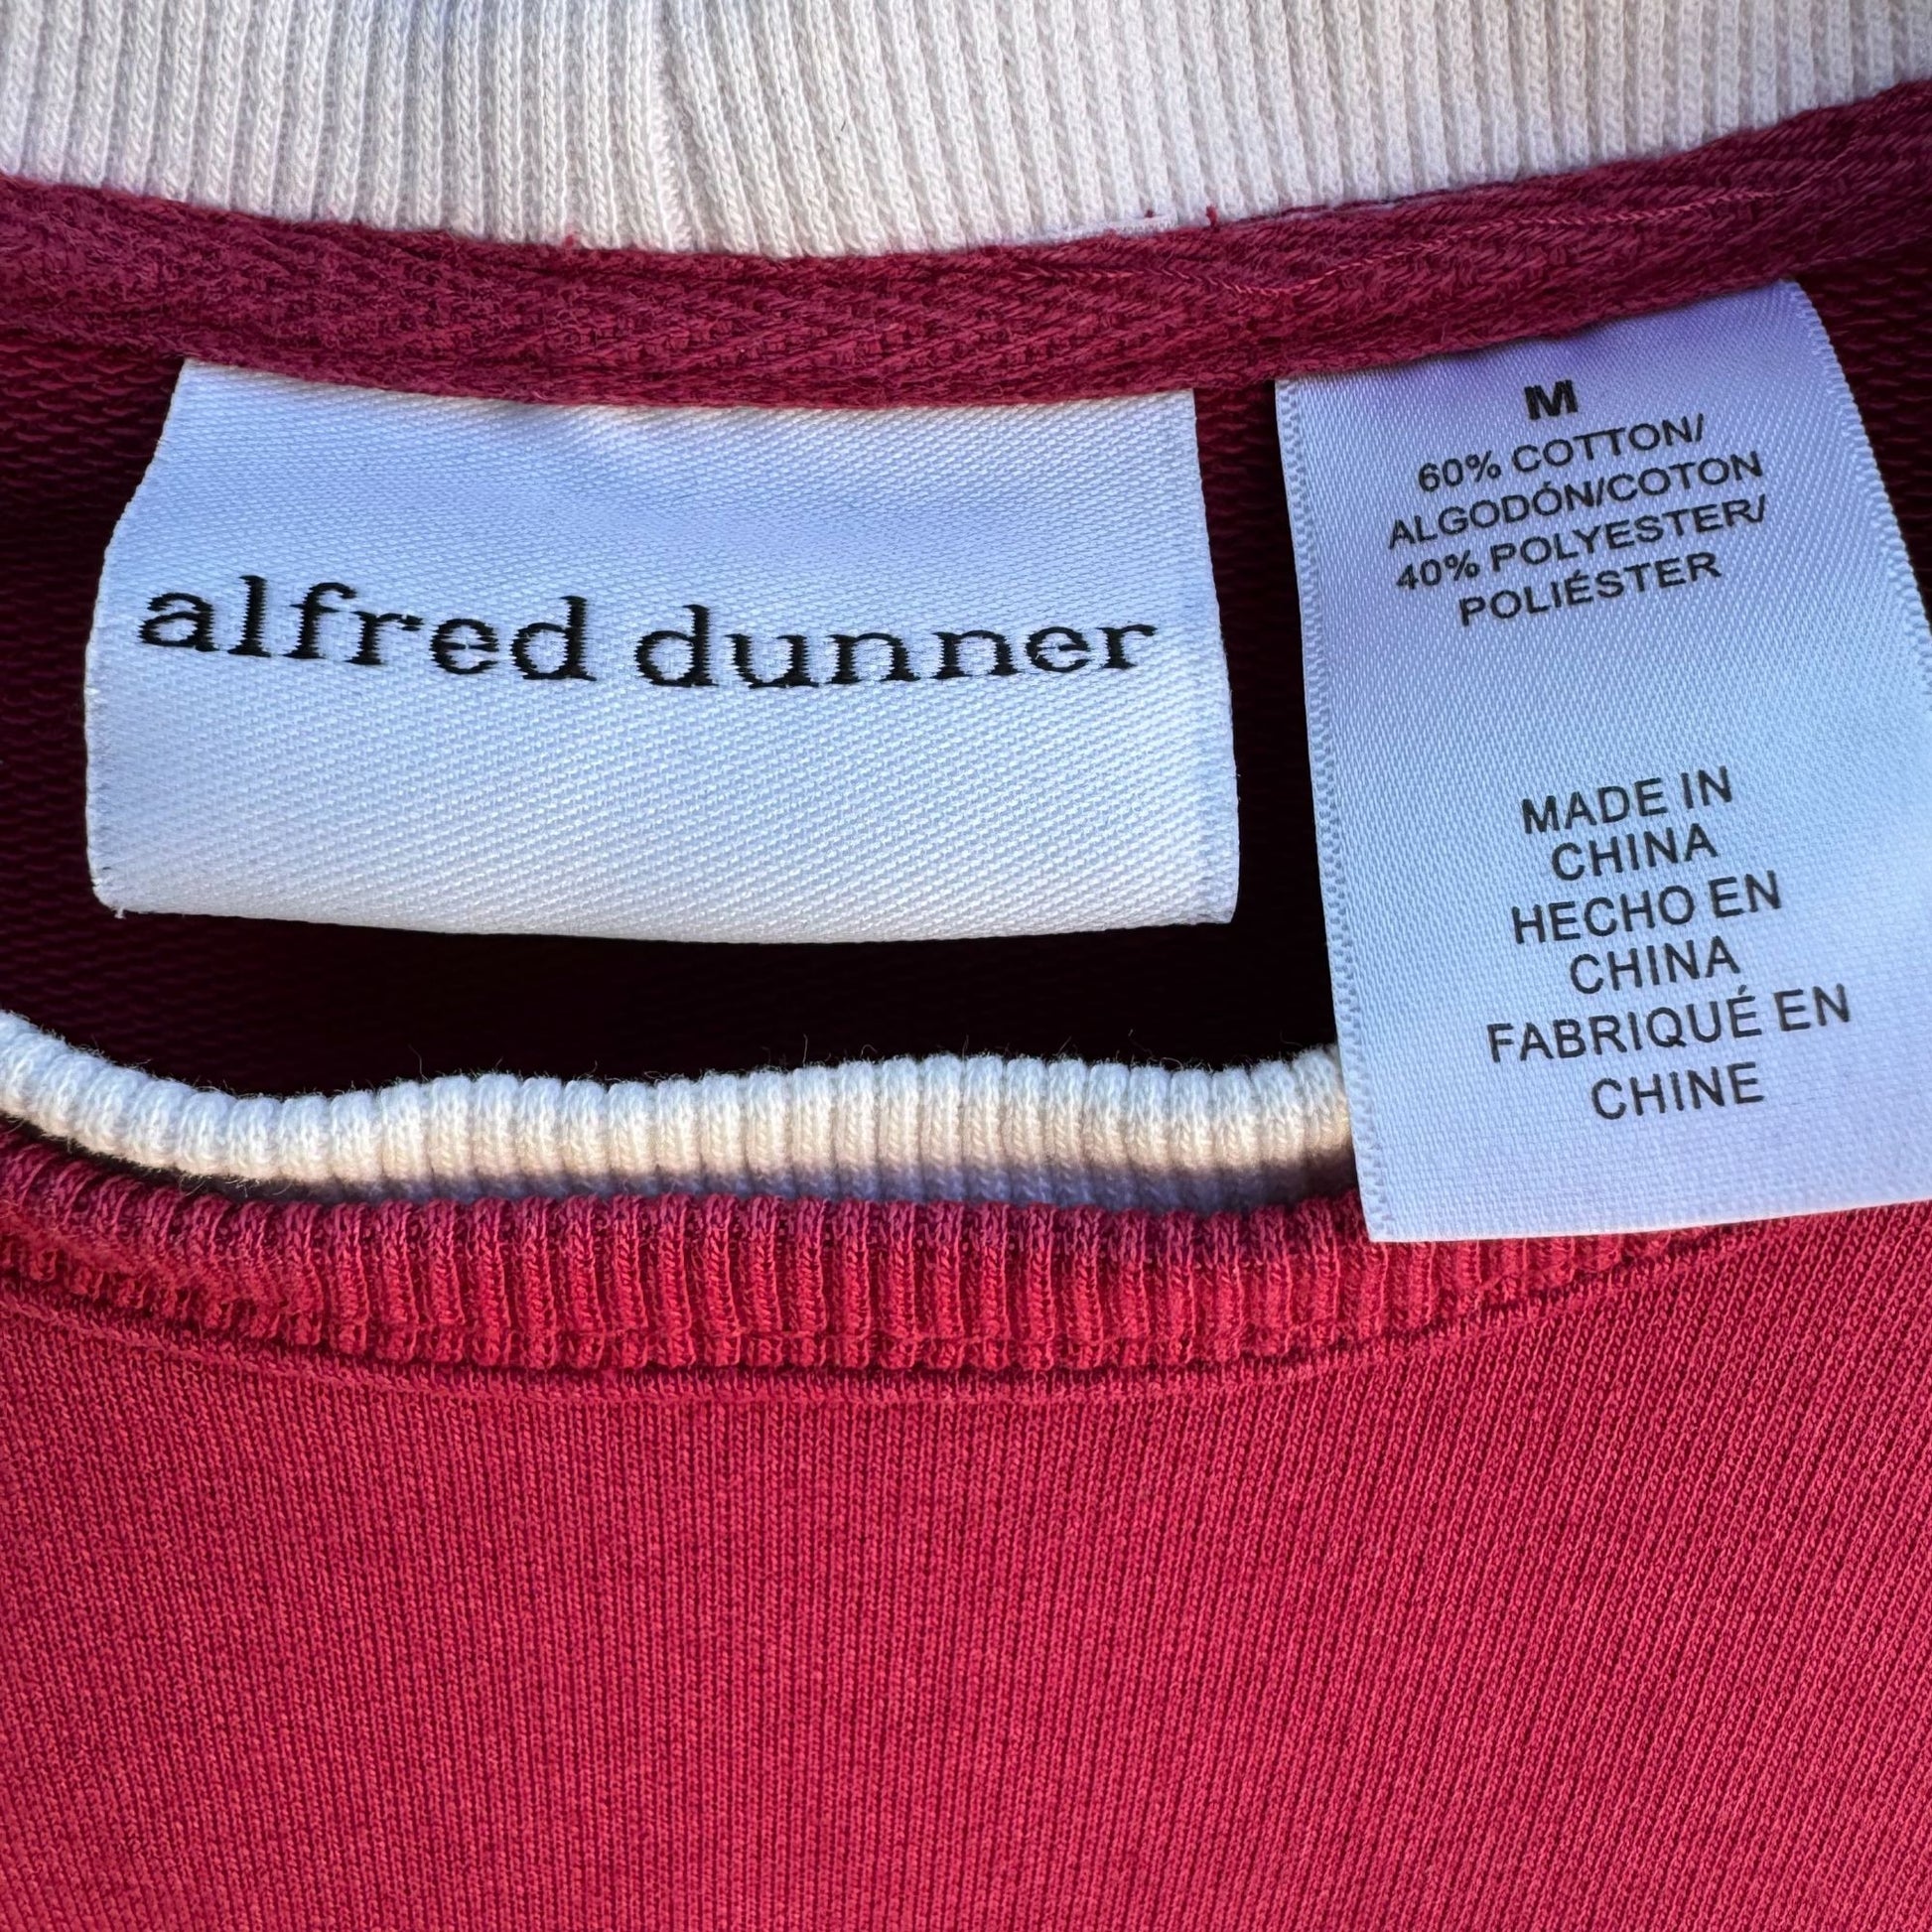 alfred dunner
M
60% COTTON/
ALGODÓN/COTON
40% POLYESTER/
POLIÉSTER
MADE IN
CHINA
HECHO EN
CHINA
FABRIQUÉ EN
CHINE